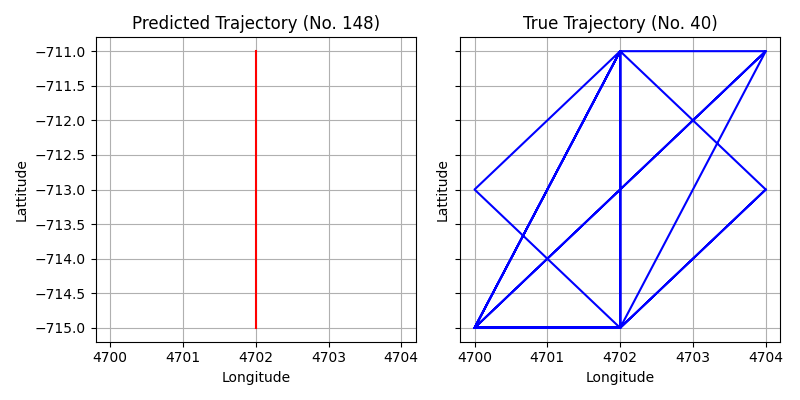 Predicted Trajectory (No. 148)
Lattitude
−711.0
−711.5
−712.0
−712.5
−713.0
−713.5
−714.0
−714.5
−715.0
4700 4701 4702 4703 4704
Longitude
True Trajectory (No. 40)
Lattitude
4700 4701 4702 4703 4704
Longitude